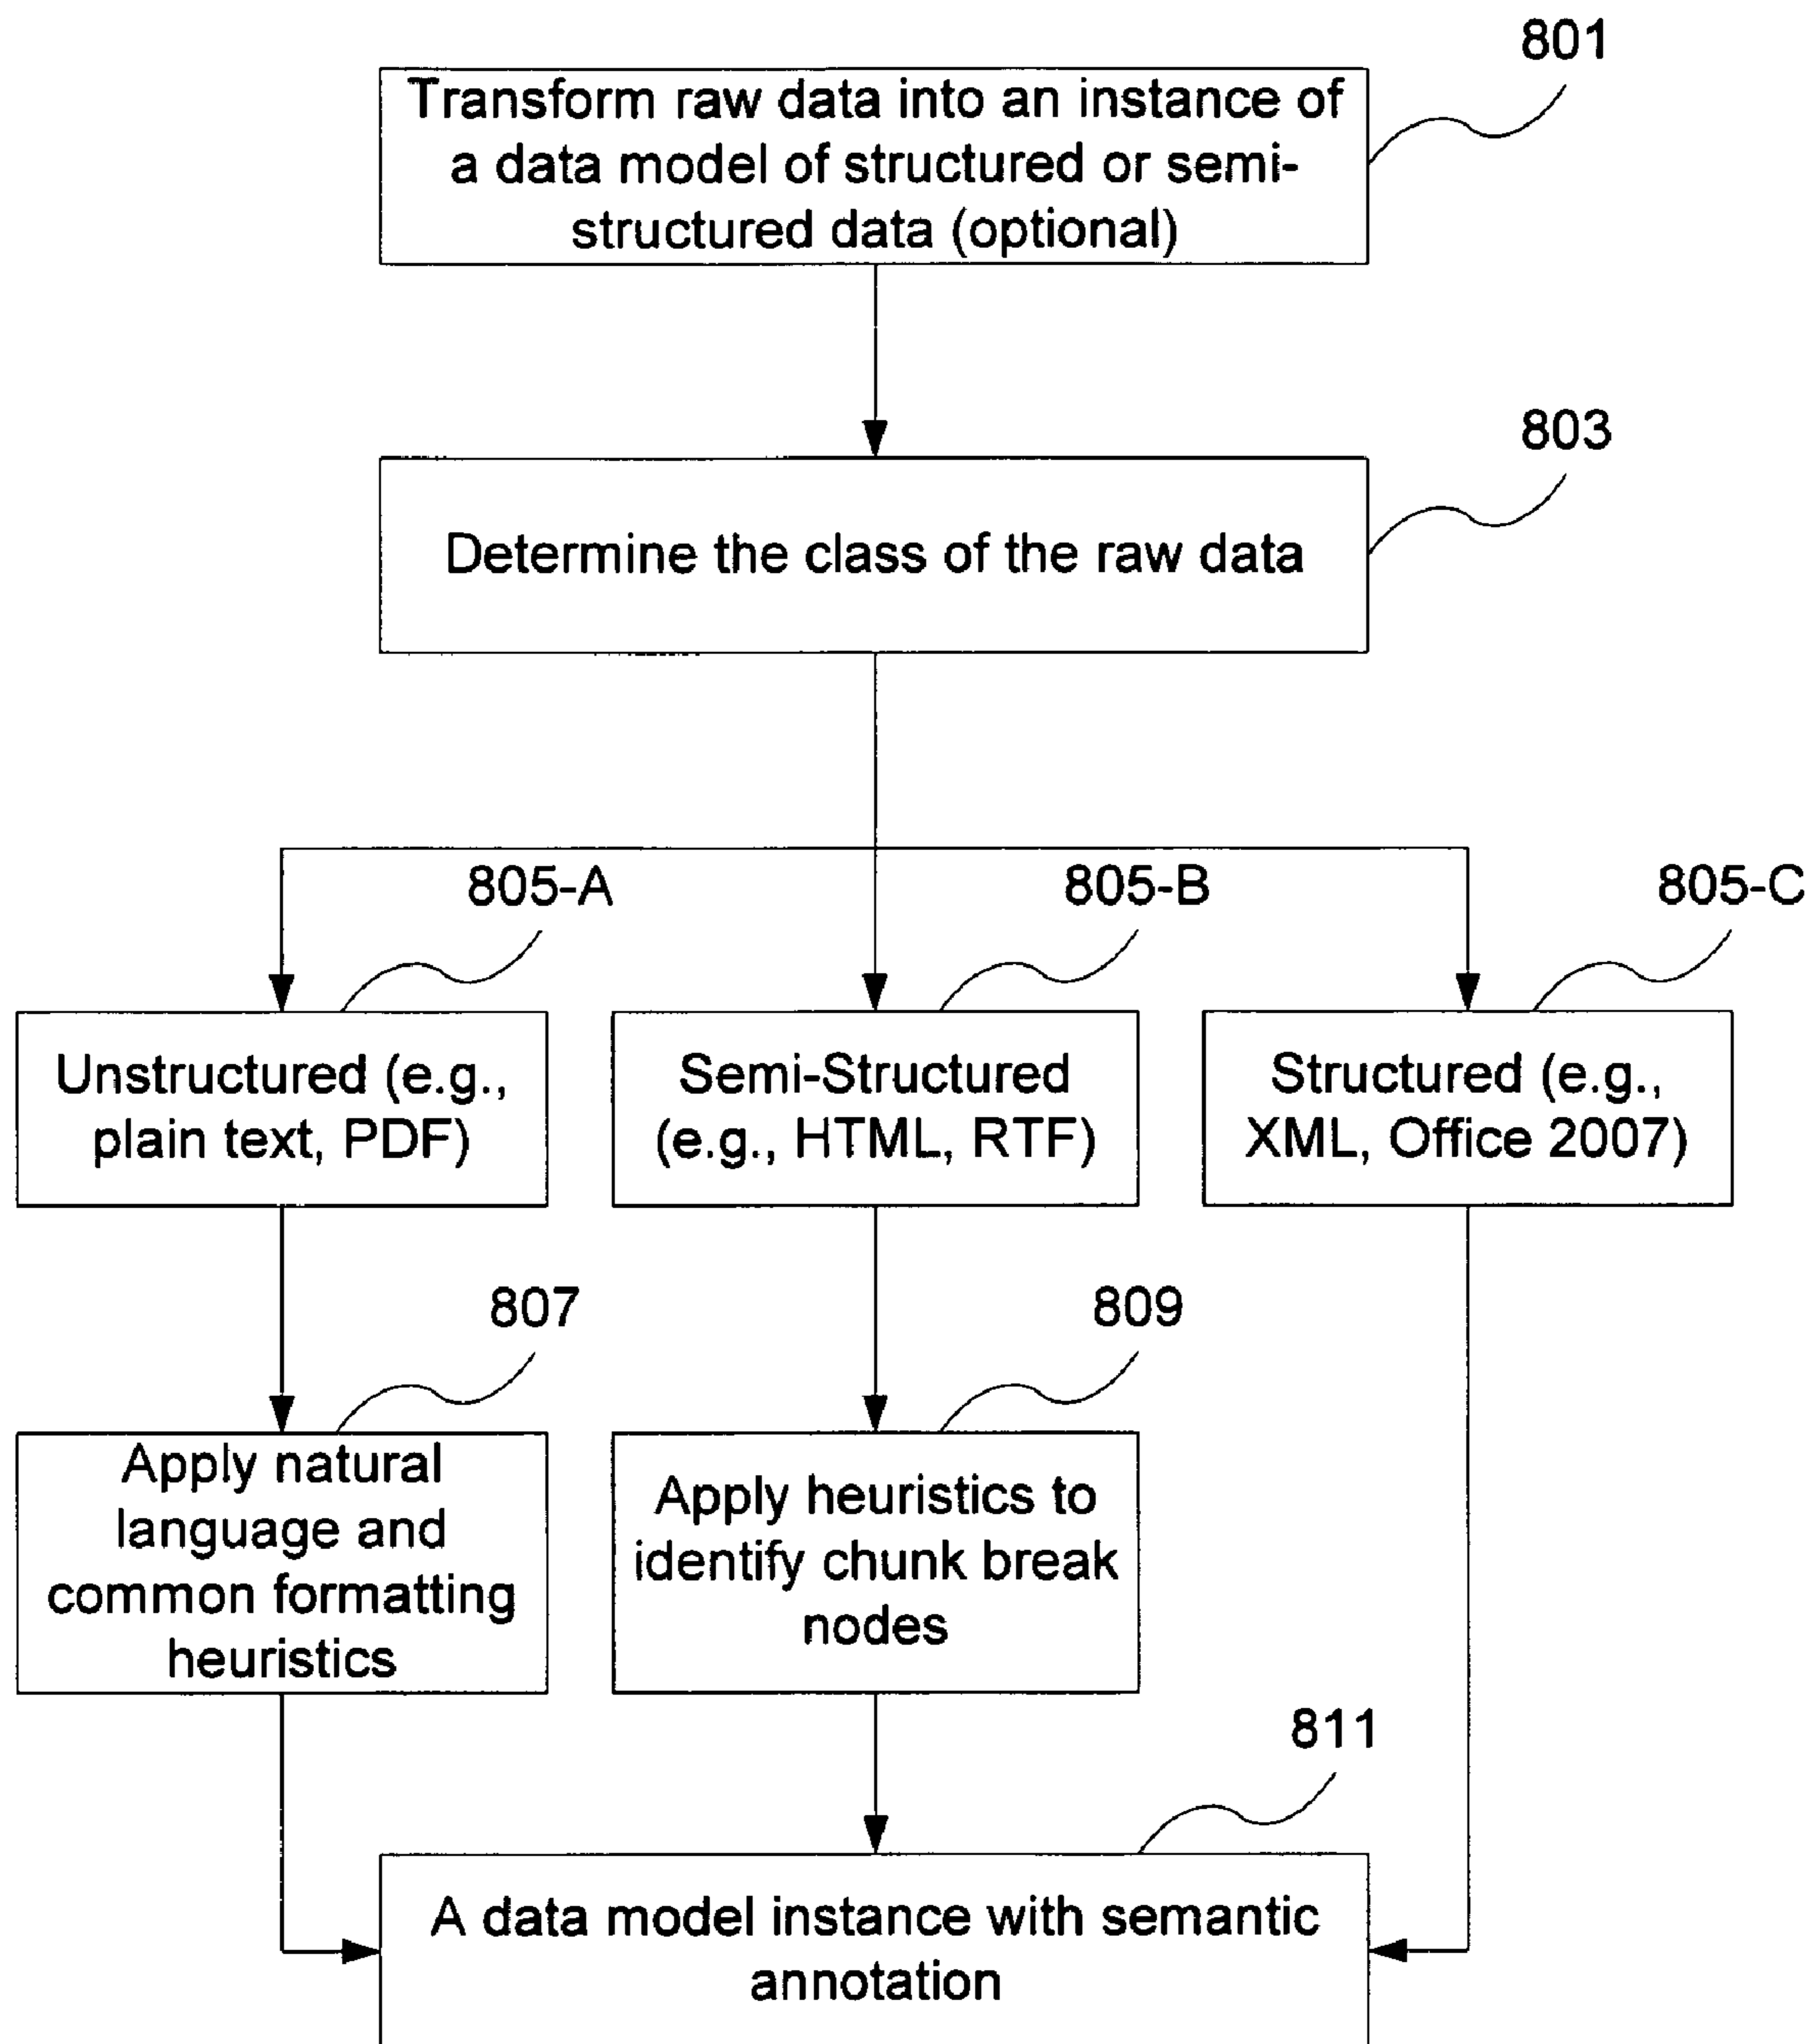 801
Transform raw data into an instance of
a data model of structured or semi-
structured data (optional)
803
Determine the class of the raw data
805-A
805-B
805-C
Unstructured (e.g.,
plain text, PDF)
Semi-Structured
(e.g., HTML, RTF)
Structured (e.g.,
XML, Office 2007)
807
809
Apply natural
language and
common formatting
heuristics
Apply heuristics to
identify chunk break
nodes
811
A data model instance with semantic
annotation